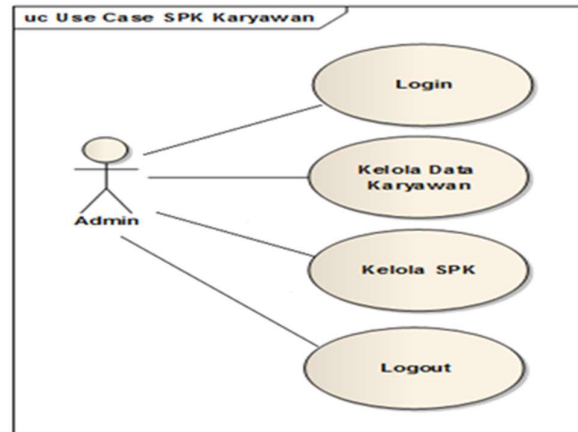 uc Use Case SPK Karyawan
Login
Kelola Data
Karyawan
Admin
Kelola SPK
Logout